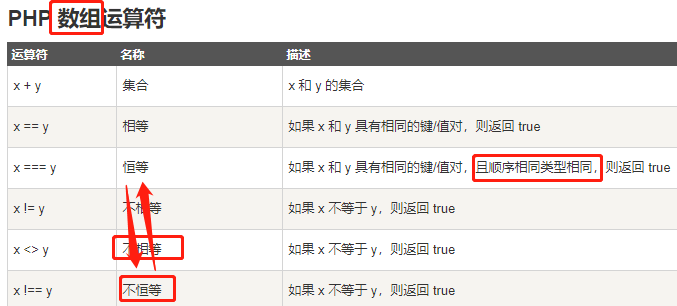 PHP 数组运算符
运算符 名称 描述
x + y 集合 x 和 y 的集合
x == y 相等 如果 x 和 y 具有相同的键/值对，则返回 true
x === y 恒等 如果 x 和 y 具有相同的键/值对，且顺序相同类型相同，则返回 true
x != y 不相等 如果 x 不等于 y，则返回 true
x <> y 不相等 如果 x 不等于 y，则返回 true
x !== y 不恒等 如果 x 不等于 y，则返回 true